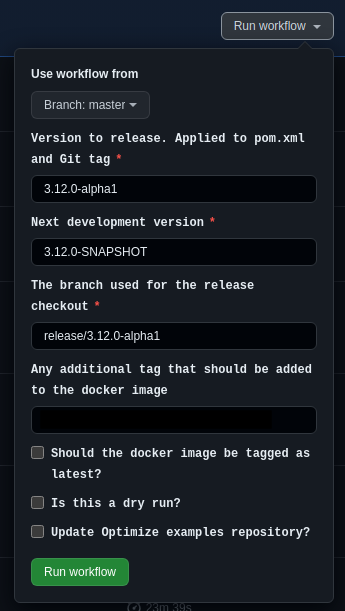 Run workflow
Use workflow from
Branch: master
Version to release. Applied to pom.xml
and Git tag *
3.12.0-alpha1
Next development version *
3.12.0-SNAPSHOT
The branch used for the release
checkout *
release/3.12.0-alpha1
Any additional tag that should be added
to the docker image
Should the docker image be tagged as
latest?
Is this a dry run?
Update Optimize examples repository?
Run workflow
23m 39s